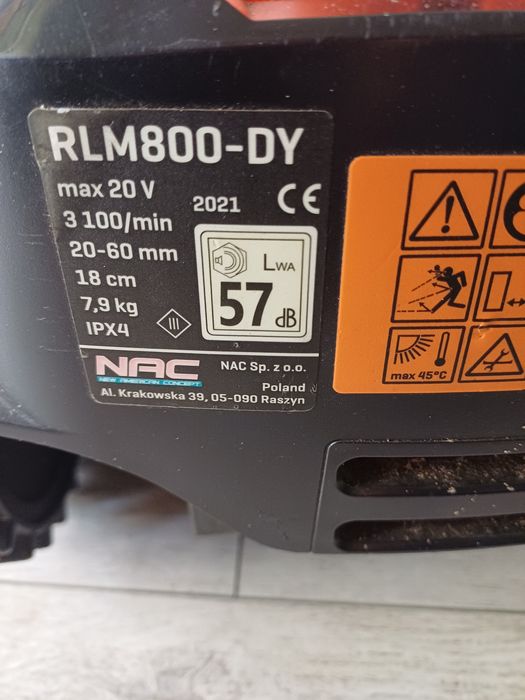 RLM800-DY
max 20 V
2021 CE
3 100/min
20-60 mm
18 cm
7,9 kg
IPX4
III
LWA
57 dB
NAC
NEW AMERICAN CONCEPT
NAC Sp. z o.o.
Poland
Al. Krakowska 39, 05-090 Raszyn
max 45°C